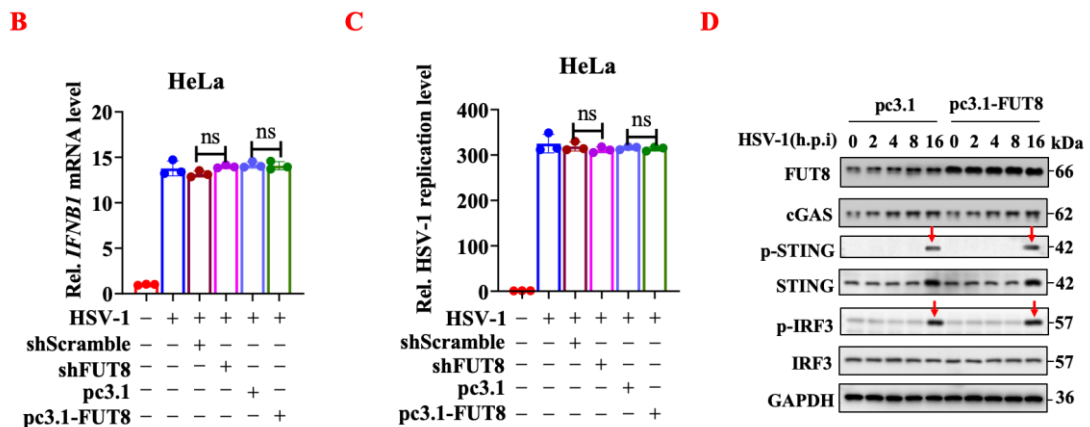 B
HeLa
Rel. IFNB1 mRNA level
20
15
10
5
0
ns
ns
HSV-1 − + + + + +
shScramble − − + − − −
shFUT8 − − − + − −
pc3.1 − − − − + −
pc3.1-FUT8 − − − − − +
C
HeLa
Rel. HSV-1 replication level
400
300
200
100
0
ns
ns
HSV-1 − + + + + +
shScramble − − + − − −
shFUT8 − − − + − −
pc3.1 − − − − + −
pc3.1-FUT8 − − − − − +
D
pc3.1 pc3.1-FUT8
HSV-1(h.p.i) 0 2 4 8 16 0 2 4 8 16 kDa
FUT8 -66
cGAS -62
p-STING -42
STING -42
p-IRF3 -57
IRF3 -57
GAPDH -36